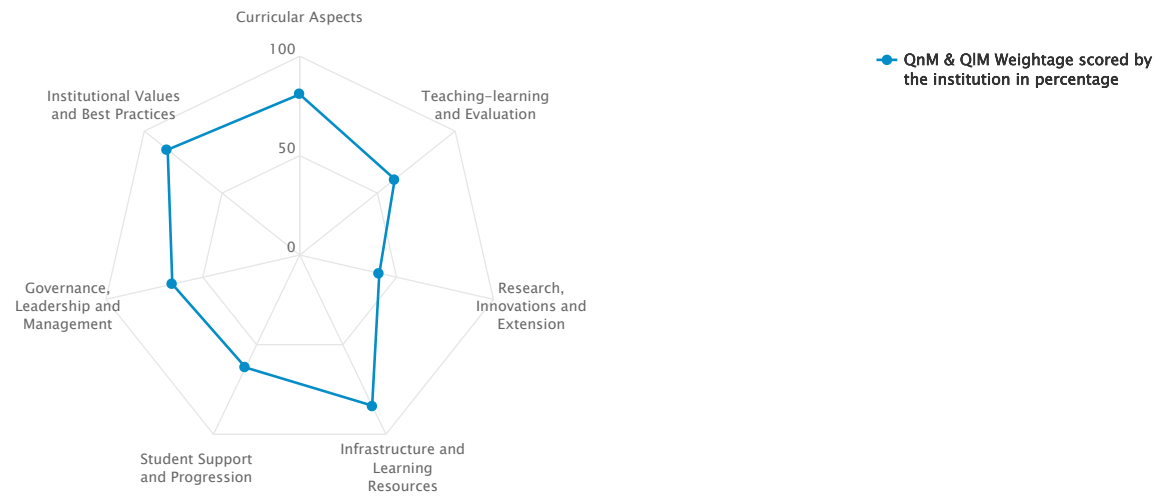 Curricular Aspects
100
50
0
Teaching-learning
and Evaluation
Research,
Innovations and
Extension
Infrastructure and
Learning
Resources
Student Support
and Progression
Governance,
Leadership and
Management
Institutional Values
and Best Practices
QnM & QlM Weightage scored by
the institution in percentage